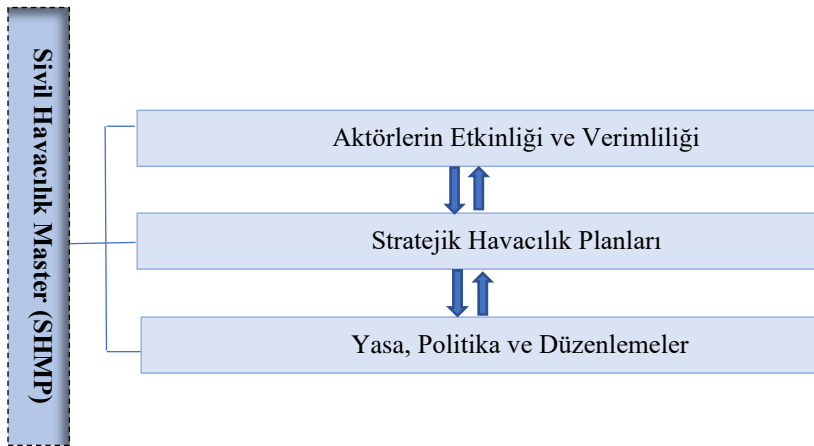 Sivil Havacılık Master (SHMP)
Aktörlerin Etkinliği ve Verimliliği
Stratejik Havacılık Planları
Yasa, Politika ve Düzenlemeler